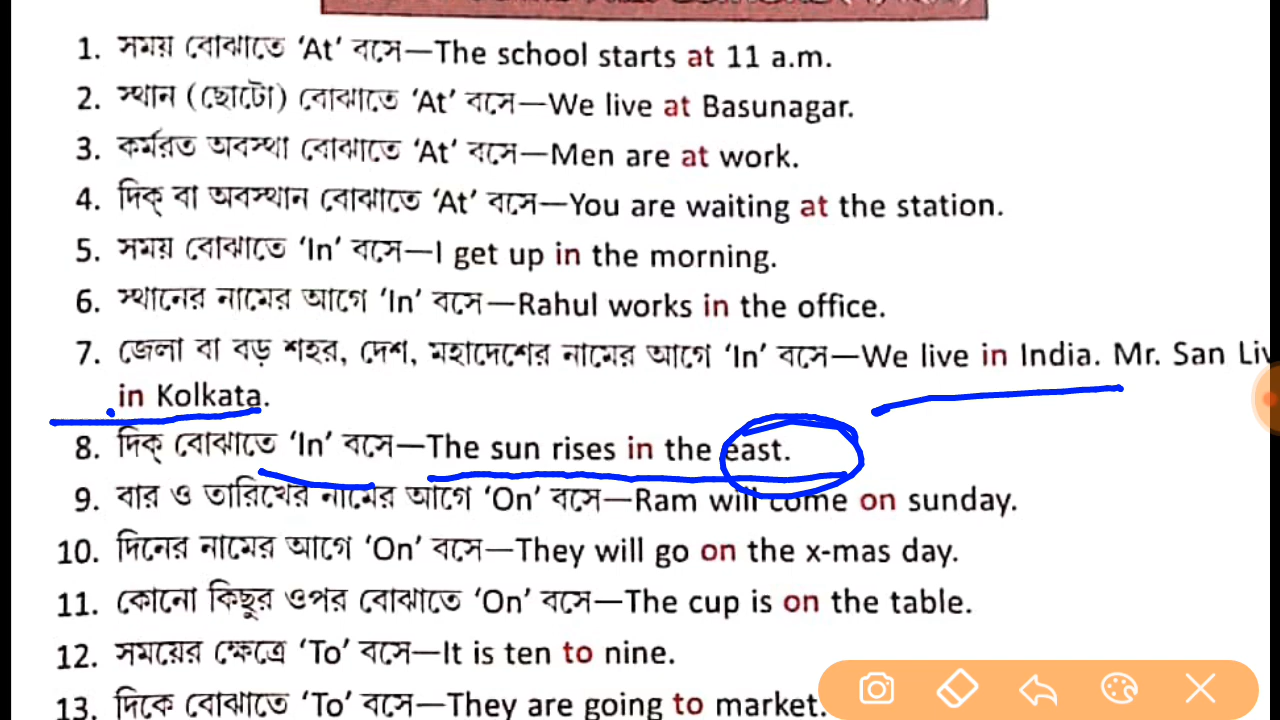 1. সময় বোঝাতে ‘At’ বসে—The school starts at 11 a.m.
2. স্থান (ছোটো) বোঝাতে ‘At’ বসে—We live at Basunagar.
3. কর্মরত অবস্থা বোঝাতে ‘At’ বসে—Men are at work.
4. দিক্ বা অবস্থান বোঝাতে ‘At’ বসে—You are waiting at the station.
5. সময় বোঝাতে ‘In’ বসে—I get up in the morning.
6. স্থানের নামের আগে ‘In’ বসে—Rahul works in the office.
7. জেলা বা বড় শহর, দেশ, মহাদেশের নামের আগে ‘In’ বসে—We live in India. Mr. San
in Kolkata.
8. দিক্ বোঝাতে ‘In’ বসে—The sun rises in the east.
9. বার ও তারিখের নামের আগে ‘On’ বসে—Ram will come on sunday.
10. দিনের নামের আগে ‘On’ বসে—They will go on the x-mas day.
11. কোনো কিছুর ওপর বোঝাতে ‘On’ বসে—The cup is on the table.
12. সময়ের ক্ষেত্রে ‘To’ বসে—It is ten to nine.
13. দিকে বোঝাতে ‘To’ বসে—They are going to market.